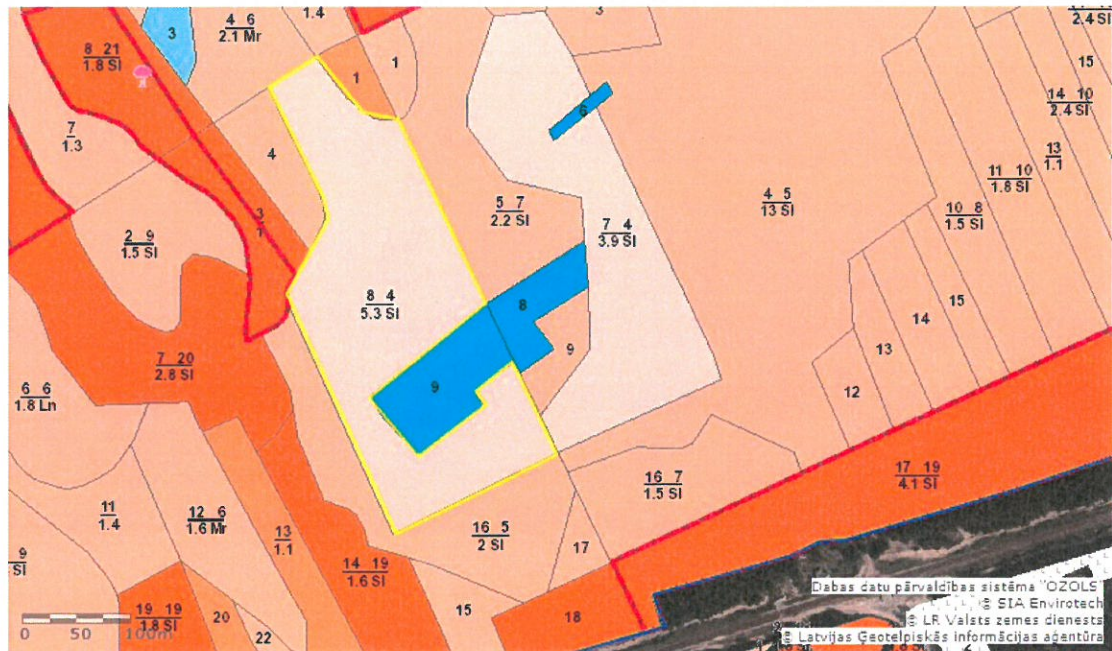 4 6
2.1 Mr
1.4
3
3
2.4 Sl
8 21
1.8 Sl
1
1
15
14 10
2.4 Sl
6
7
1.3
4
13
1.1
11 10
1.8 Sl
4 5
13 Sl
5 7
2.2 Sl
10 8
1.5 Sl
3
1
7 4
3.9 Sl
2 9
1.5 Sl
8 4
5.3 Sl
8
15
14
9
13
7 20
2.8 Sl
9
6 6
1.8 Ln
12
16 7
1.5 Sl
17 19
4.1 Sl
11
1.4
12 6
1.6 Mr
13
1.1
16 5
2 Sl
17
9
Sl
14 19
1.6 Sl
15
18
19 19
1.8 Sl
20
22
0 50 100m
Dabas datu pārvaldības sistēma "OZOLS"
© SIA Envirotech
© LR Valsts zemes dienests
© Latvijas Ģeotelpiskās informācijas aģentūra
2